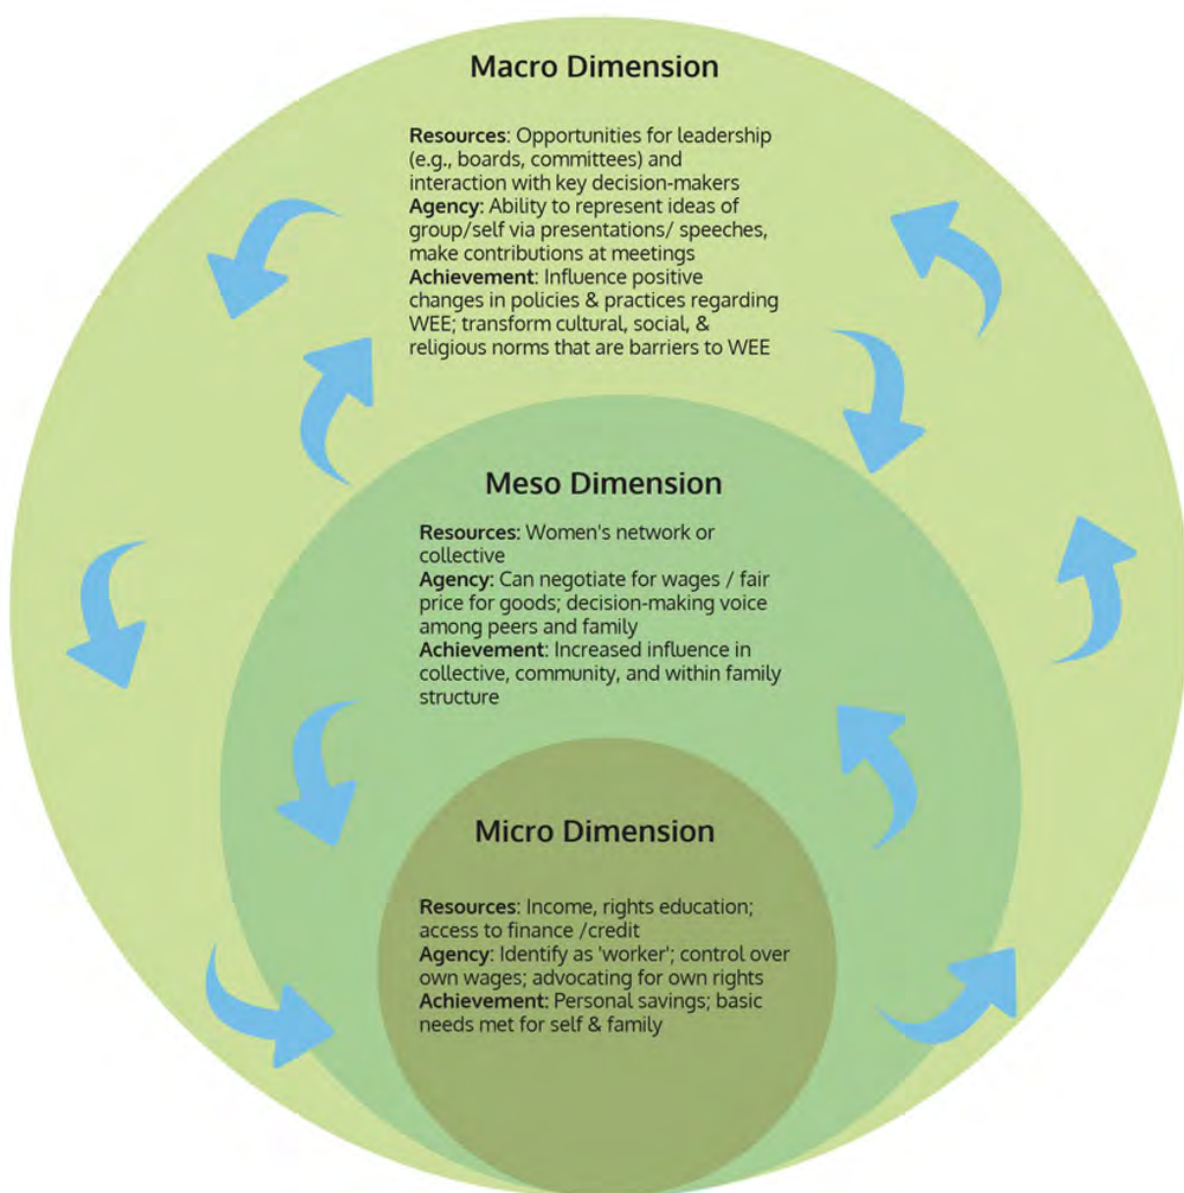 Macro Dimension
Resources: Opportunities for leadership
(e.g., boards, committees) and
interaction with key decision-makers
Agency: Ability to represent ideas of
group/self via presentations/ speeches,
make contributions at meetings
Achievement: Influence positive
changes in policies & practices regarding
WEE; transform cultural, social, &
religious norms that are barriers to WEE
Meso Dimension
Resources: Women's network or
collective
Agency: Can negotiate for wages / fair
price for goods; decision-making voice
among peers and family
Achievement: Increased influence in
collective, community, and within family
structure
Micro Dimension
Resources: Income, rights education;
access to finance /credit
Agency: Identify as 'worker'; control over
own wages; advocating for own rights
Achievement: Personal savings; basic
needs met for self & family